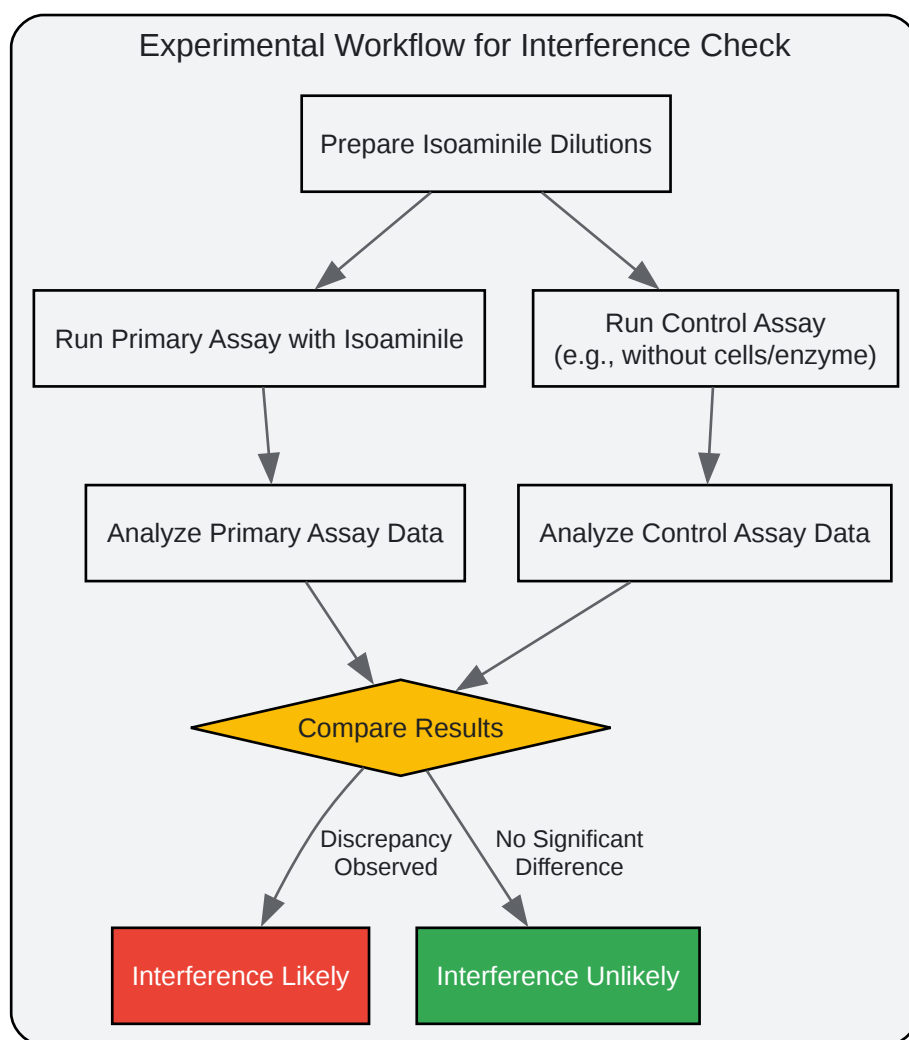 Experimental Workflow for Interference Check
Prepare Isoaminile Dilutions
Run Primary Assay with Isoaminile
Run Control Assay
(e.g., without cells/enzyme)
Analyze Primary Assay Data
Analyze Control Assay Data
Compare Results
Discrepancy
Observed
No Significant
Difference
Interference Likely
Interference Unlikely